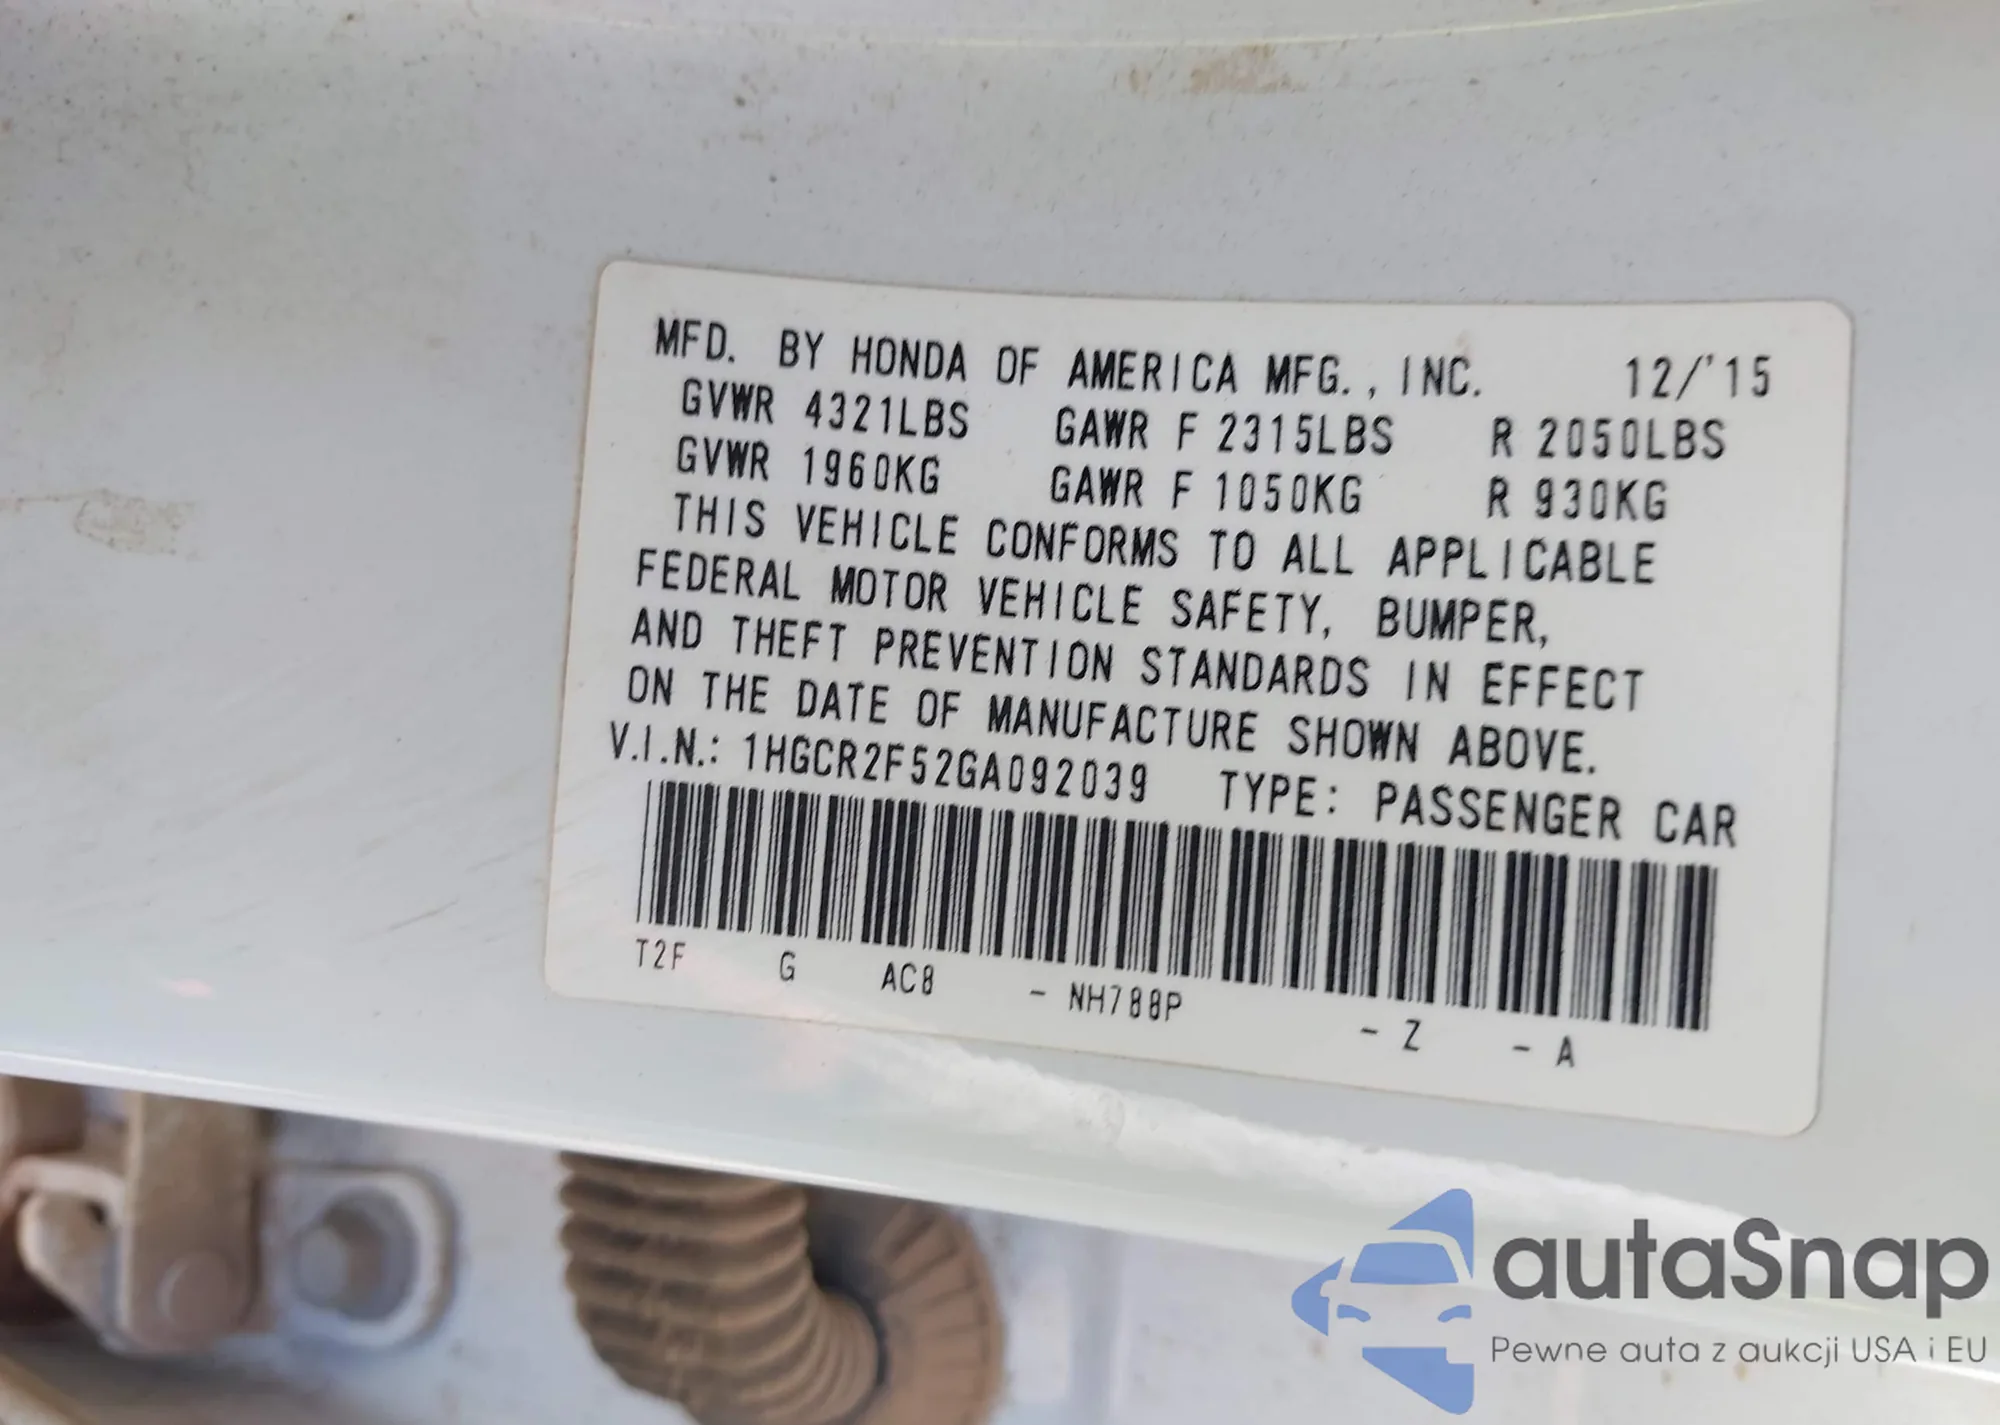 MFD. BY HONDA OF AMERICA MFG., INC. 12/'15
GVWR 4321LBS GAWR F 2315LBS R 2050LBS
GVWR 1960KG GAWR F 1050KG R 930KG
THIS VEHICLE CONFORMS TO ALL APPLICABLE
FEDERAL MOTOR VEHICLE SAFETY, BUMPER,
AND THEFT PREVENTION STANDARDS IN EFFECT
ON THE DATE OF MANUFACTURE SHOWN ABOVE.
V.I.N.: 1HGCR2F52GA092039 TYPE: PASSENGER CAR
T2F G AC8 - NH788P - Z - A
autaSnap
Pewne auta z aukcji USA i EU